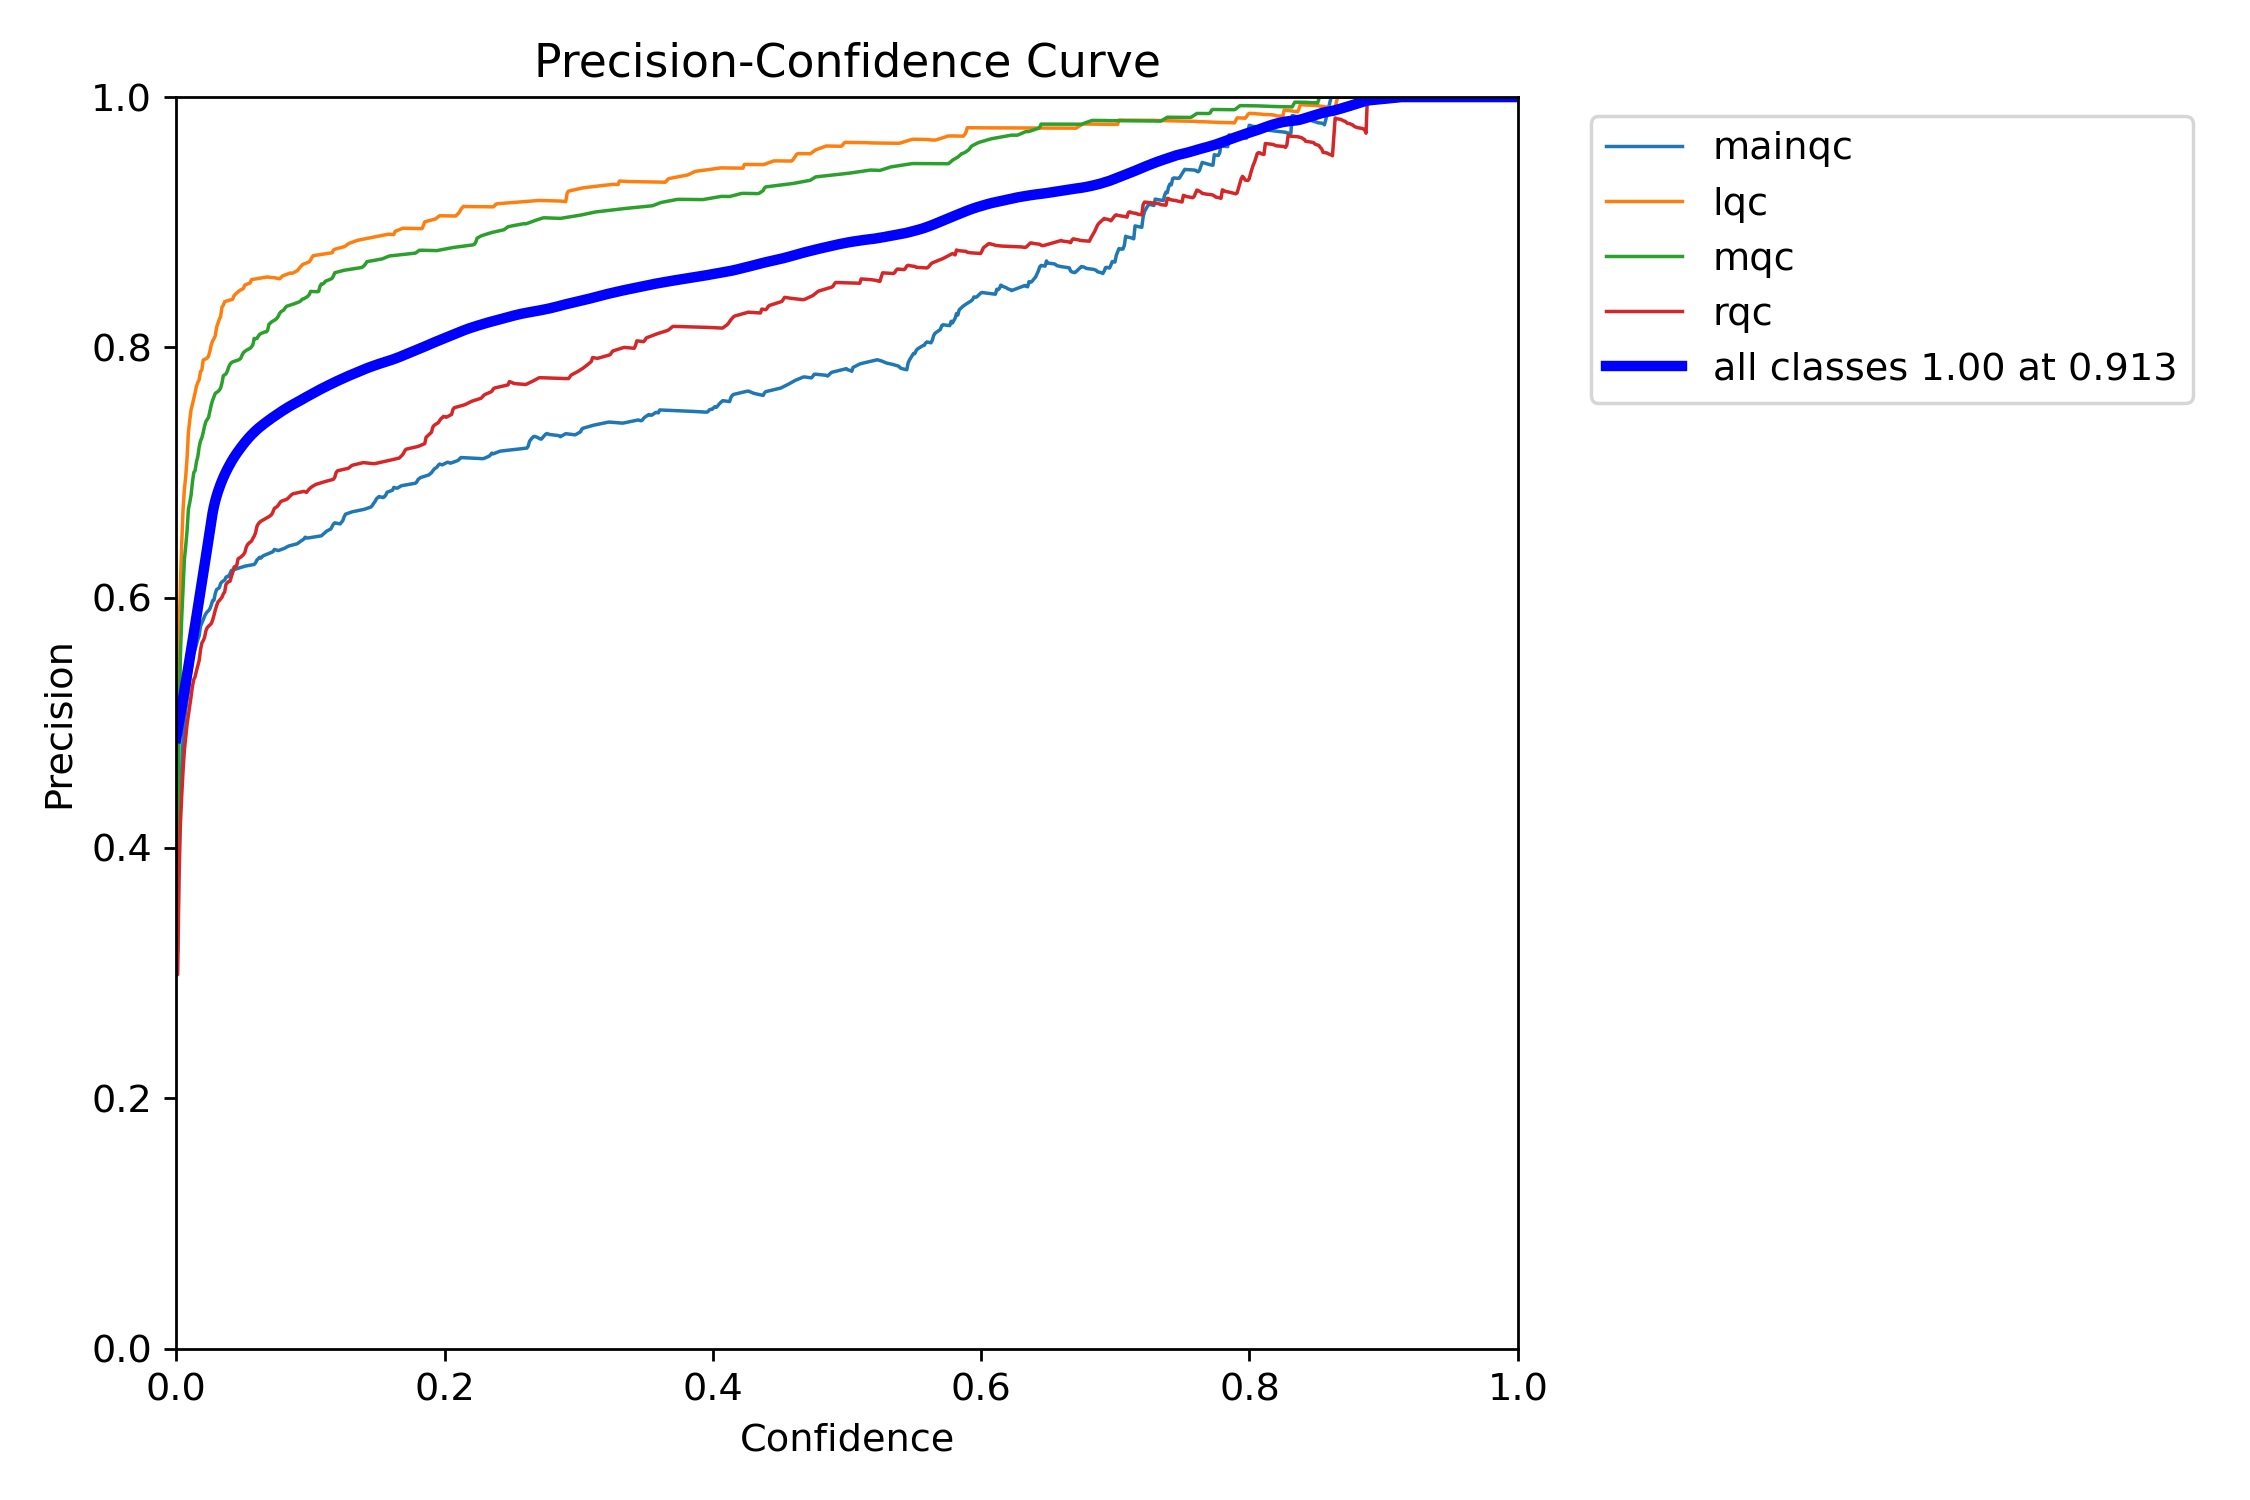 Precision-Confidence Curve
1.0
0.8
0.6
0.4
0.2
0.0
Precision
0.0 0.2 0.4 0.6 0.8 1.0
Confidence
mainqc
lqc
mqc
rqc
all classes 1.00 at 0.913